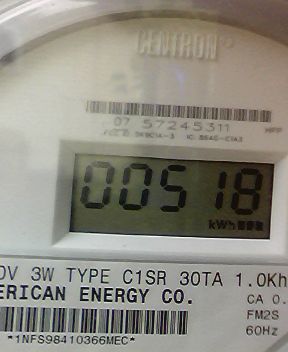 CENTRON
07 57245311
00518
kWh
0V 3W TYPE C1SR 30TA 1.0Kh
ERICAN ENERGY CO.
CA 0.
FM2S
60Hz
*1NFS98410366MEC*